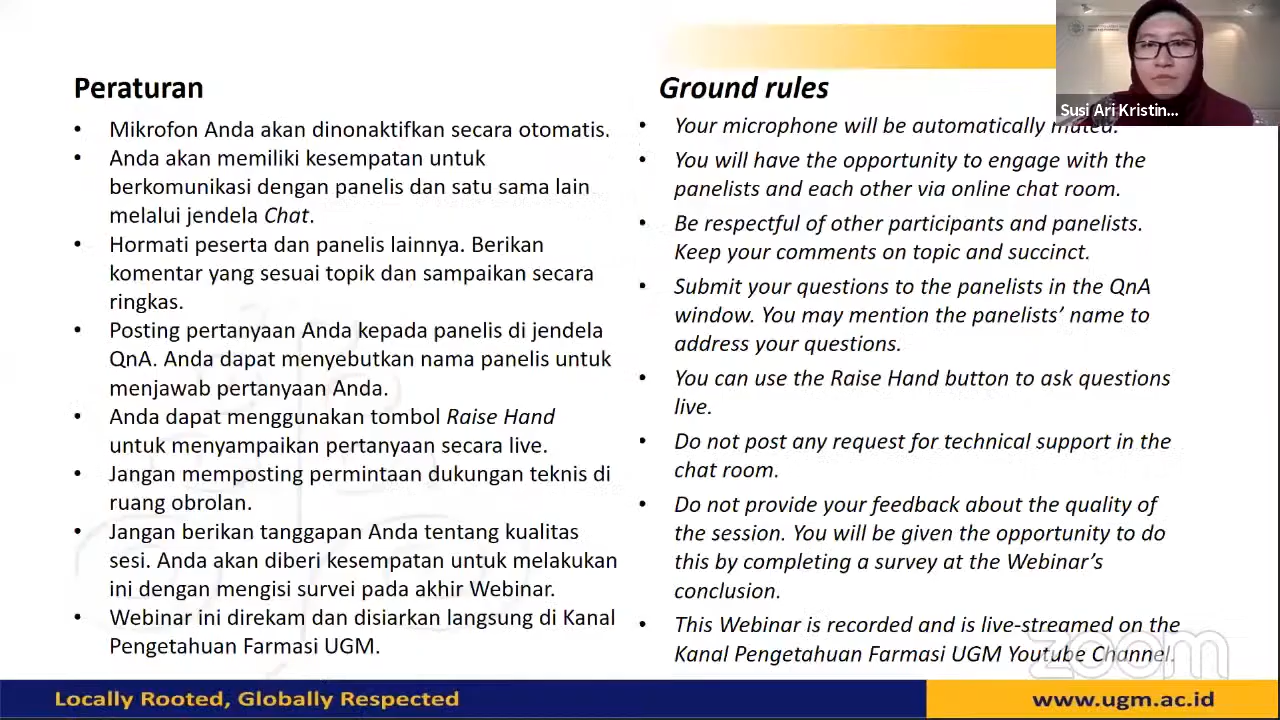 Peraturan
• Mikrofon Anda akan dinonaktifkan secara otomatis.
• Anda akan memiliki kesempatan untuk
berkomunikasi dengan panelis dan satu sama lain
melalui jendela Chat.
• Hormati peserta dan panelis lainnya. Berikan
komentar yang sesuai topik dan sampaikan secara
ringkas.
• Posting pertanyaan Anda kepada panelis di jendela
QnA. Anda dapat menyebutkan nama panelis untuk
menjawab pertanyaan Anda.
• Anda dapat menggunakan tombol Raise Hand
untuk menyampaikan pertanyaan secara live.
• Jangan memposting permintaan dukungan teknis di
ruang obrolan.
• Jangan berikan tanggapan Anda tentang kualitas
sesi. Anda akan diberi kesempatan untuk melakukan
ini dengan mengisi survei pada akhir Webinar.
• Webinar ini direkam dan disiarkan langsung di Kanal
Pengetahuan Farmasi UGM.
Ground rules
• Your microphone will be automatically muted.
• You will have the opportunity to engage with the
panelists and each other via online chat room.
• Be respectful of other participants and panelists.
Keep your comments on topic and succinct.
• Submit your questions to the panelists in the QnA
window. You may mention the panelists’ name to
address your questions.
• You can use the Raise Hand button to ask questions
live.
• Do not post any request for technical support in the
chat room.
• Do not provide your feedback about the quality of
the session. You will be given the opportunity to do
this by completing a survey at the Webinar’s
conclusion.
• This Webinar is recorded and is live-streamed on the
Kanal Pengetahuan Farmasi UGM Youtube Channel.
Susi Ari Kristin...
zoom
Locally Rooted, Globally Respected
www.ugm.ac.id